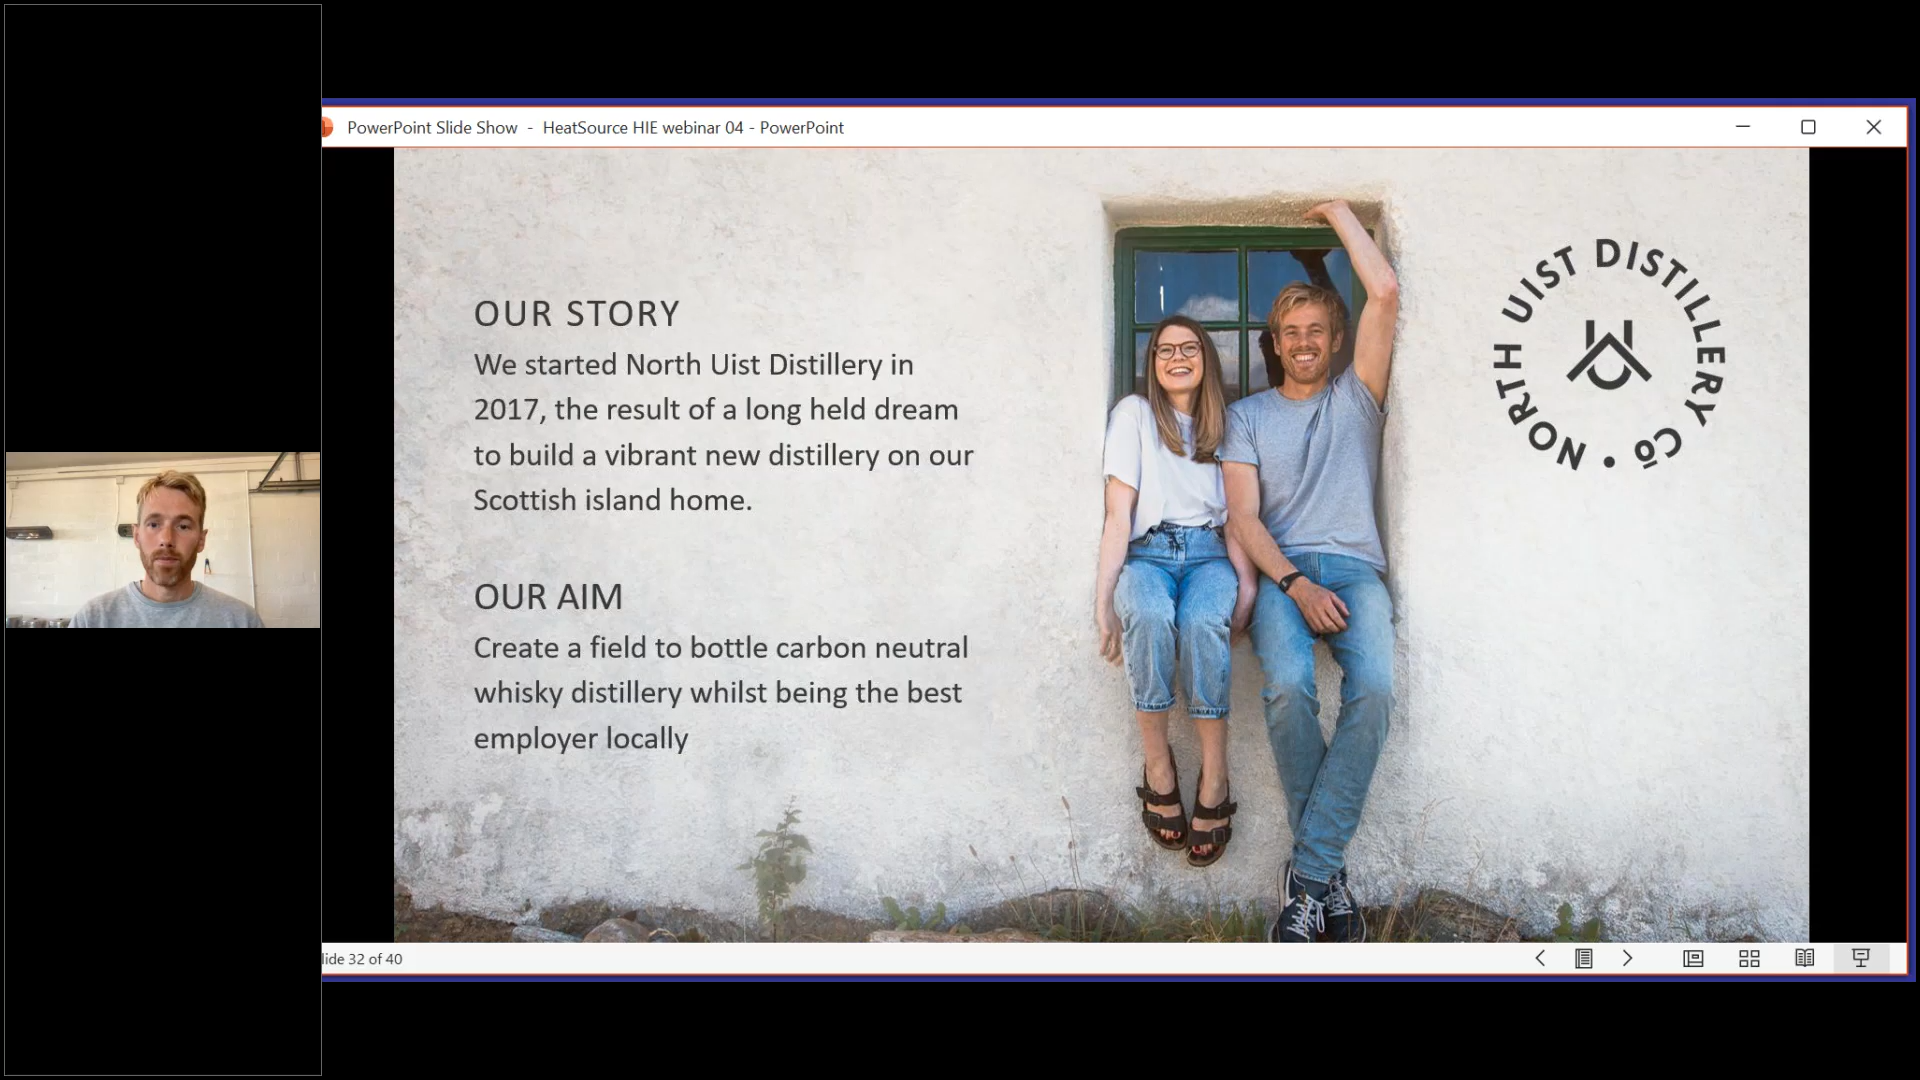 PowerPoint Slide Show - HeatSource HIE webinar 04 - PowerPoint
OUR STORY
We started North Uist Distillery in
2017, the result of a long held dream
to build a vibrant new distillery on our
Scottish island home.
OUR AIM
Create a field to bottle carbon neutral
whisky distillery whilst being the best
employer locally
NORTH UIST DISTILLERY Cō •
lide 32 of 40